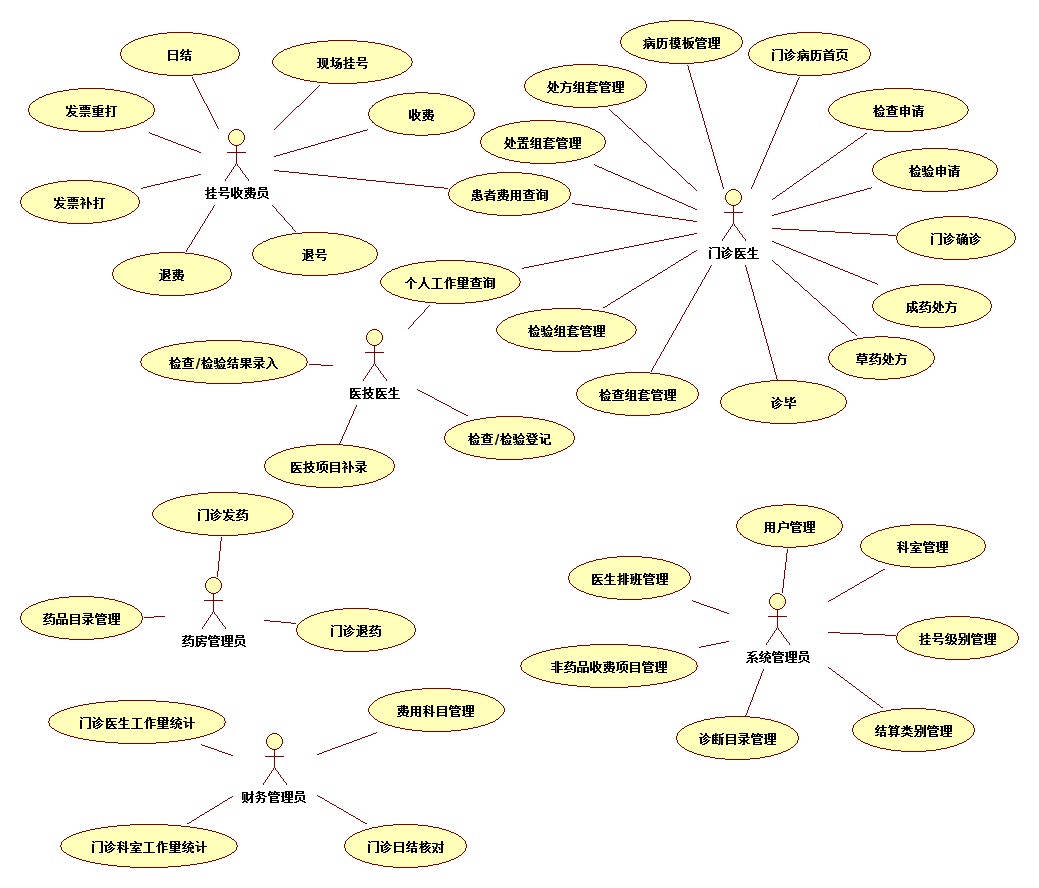 日结
现场挂号
发票重打
收费
挂号收费员
患者费用查询
发票补打
退费
退号
病历模板管理
门诊病历首页
处方组套管理
检查申请
处置组套管理
检验申请
门诊医生
门诊确诊
个人工作量查询
成药处方
检验组套管理
草药处方
检查组套管理
诊毕
检查/检验结果录入
医技医生
检查/检验登记
医技项目补录
门诊发药
药品目录管理
药房管理员
门诊退药
用户管理
科室管理
医生排班管理
挂号级别管理
系统管理员
非药品收费项目管理
诊断目录管理
结算类别管理
门诊医生工作量统计
费用科目管理
财务管理员
门诊科室工作量统计
门诊日结核对